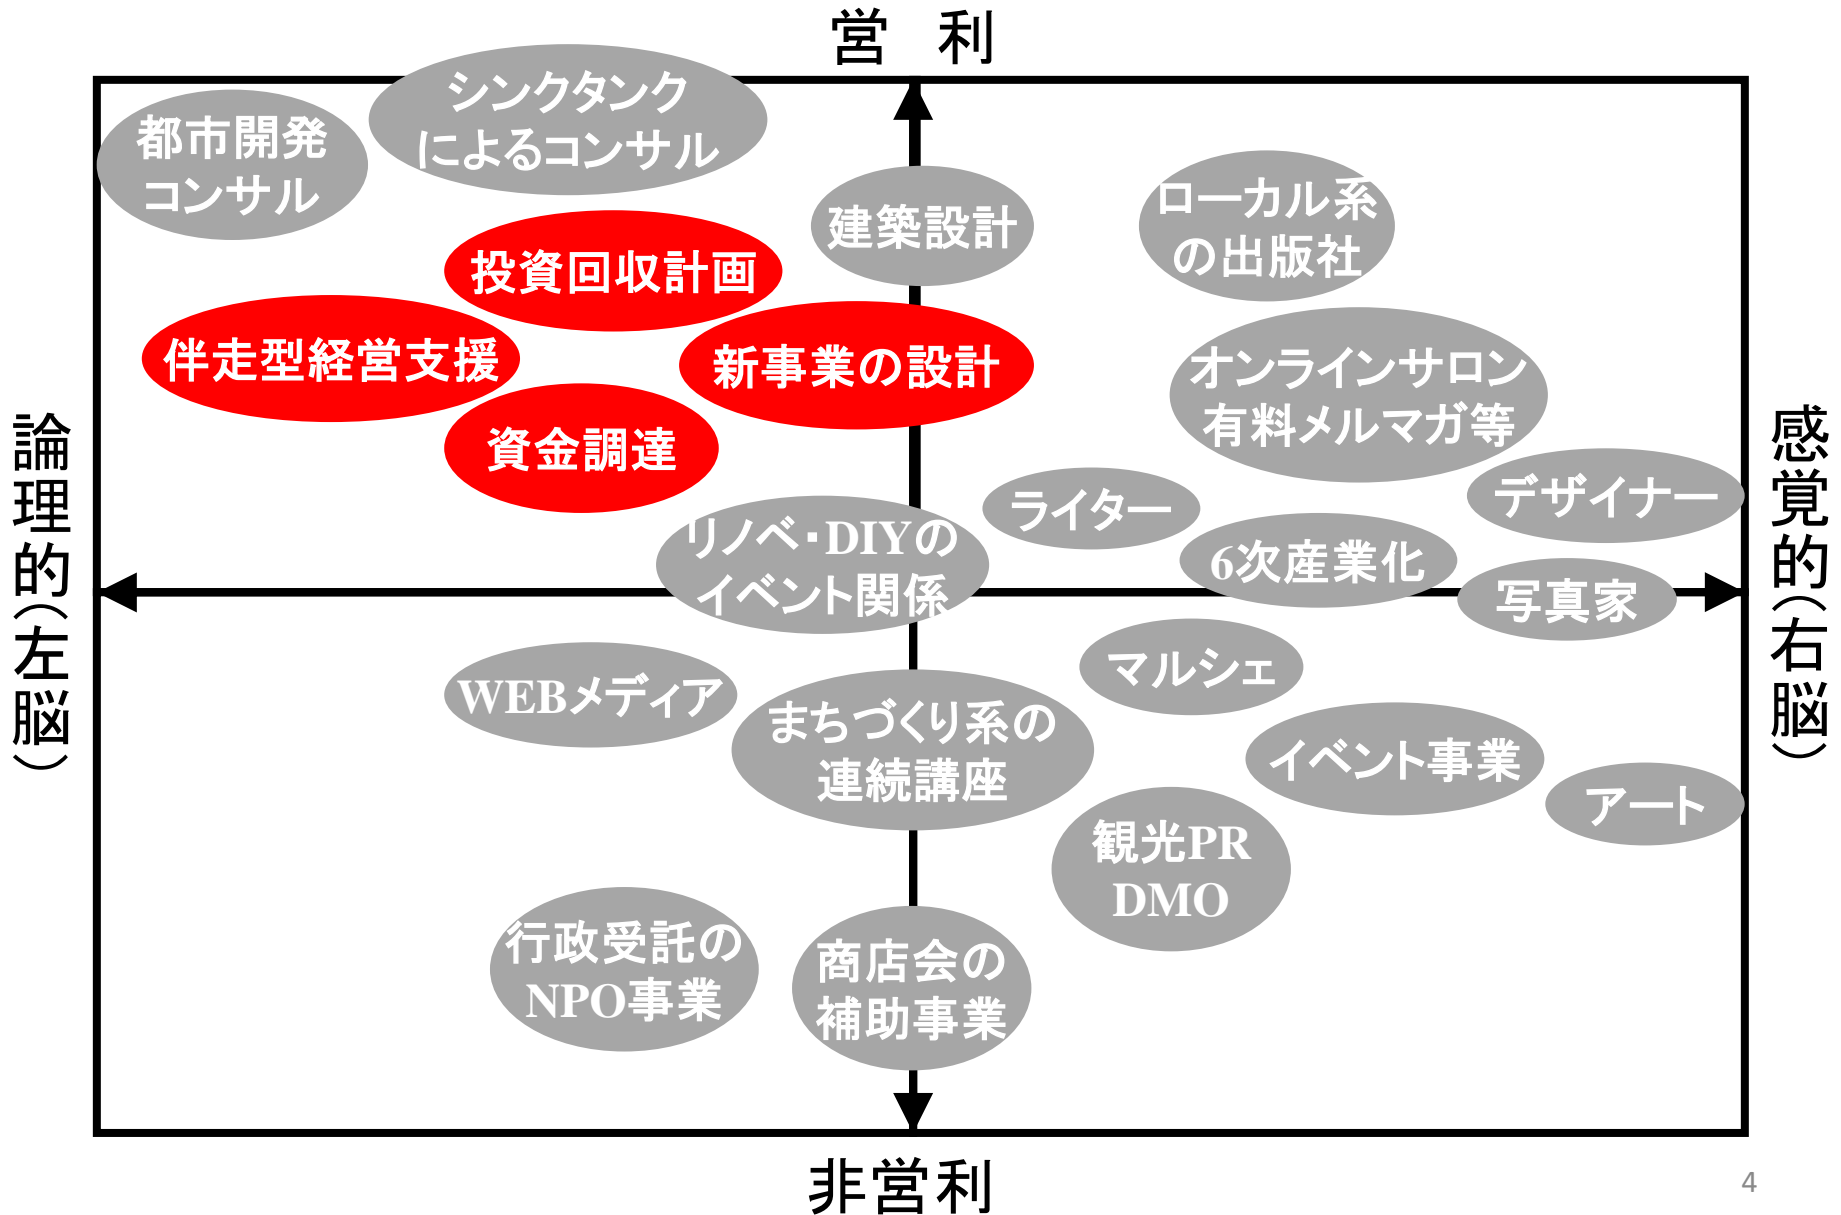 営　利
シンクタンク
によるコンサル
都市開発
コンサル
建築設計
ローカル系
の出版社
投資回収計画
伴走型経営支援
新事業の設計
オンラインサロン
有料メルマガ等
資金調達
論理的（左脳）
感覚的（右脳）
ライター
デザイナー
リノベ・DIYの
イベント関係
6次産業化
写真家
WEBメディア
マルシェ
まちづくり系の
連続講座
イベント事業
アート
観光PR
DMO
行政受託の
NPO事業
商店会の
補助事業
非営利
4